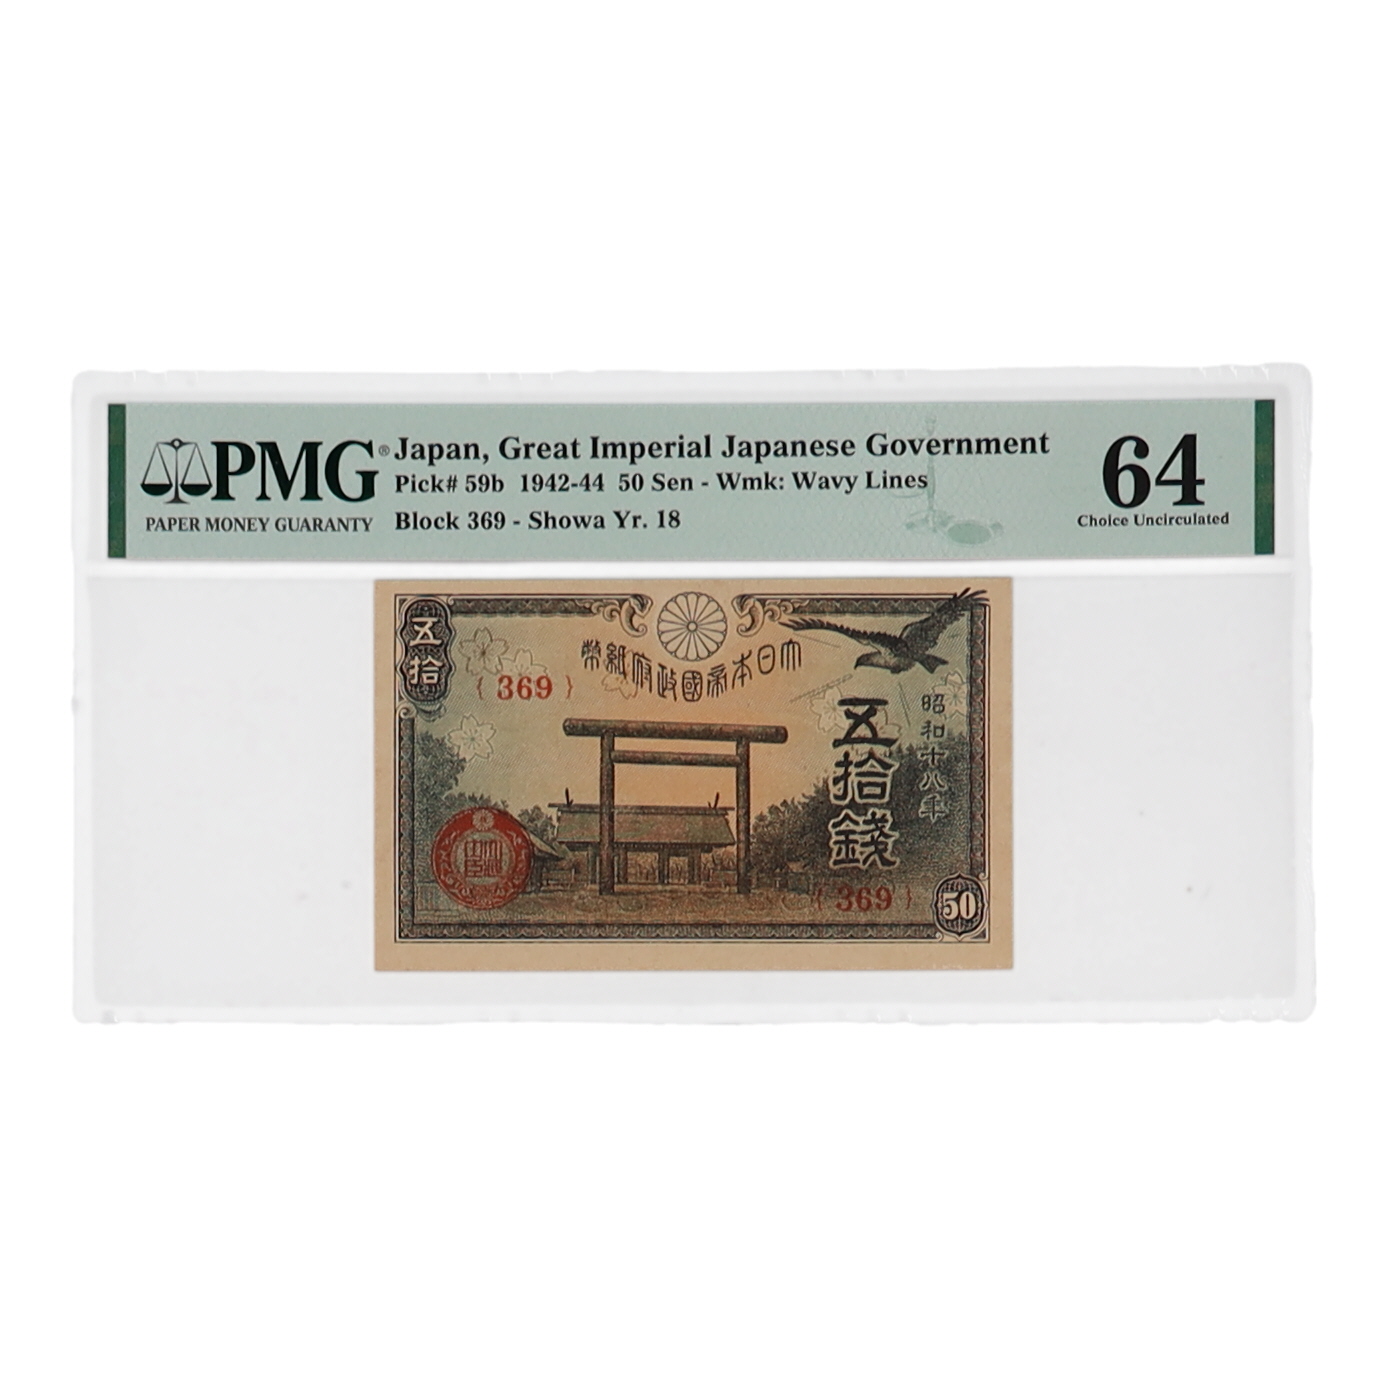 PMG®
PAPER MONEY GUARANTY
Japan, Great Imperial Japanese Government
Pick# 59b 1942-44 50 Sen - Wmk: Wavy Lines
Block 369 - Showa Yr. 18
64
Choice Uncirculated
五拾
幣紙府政國帝本日大
{ 369 }
五拾錢
昭和十八年
{ 369 }
50